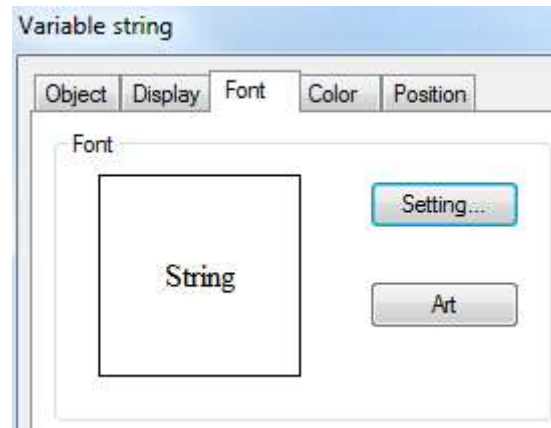 Variable string
Object Display Font Color Position
Font
Setting...
String
Art